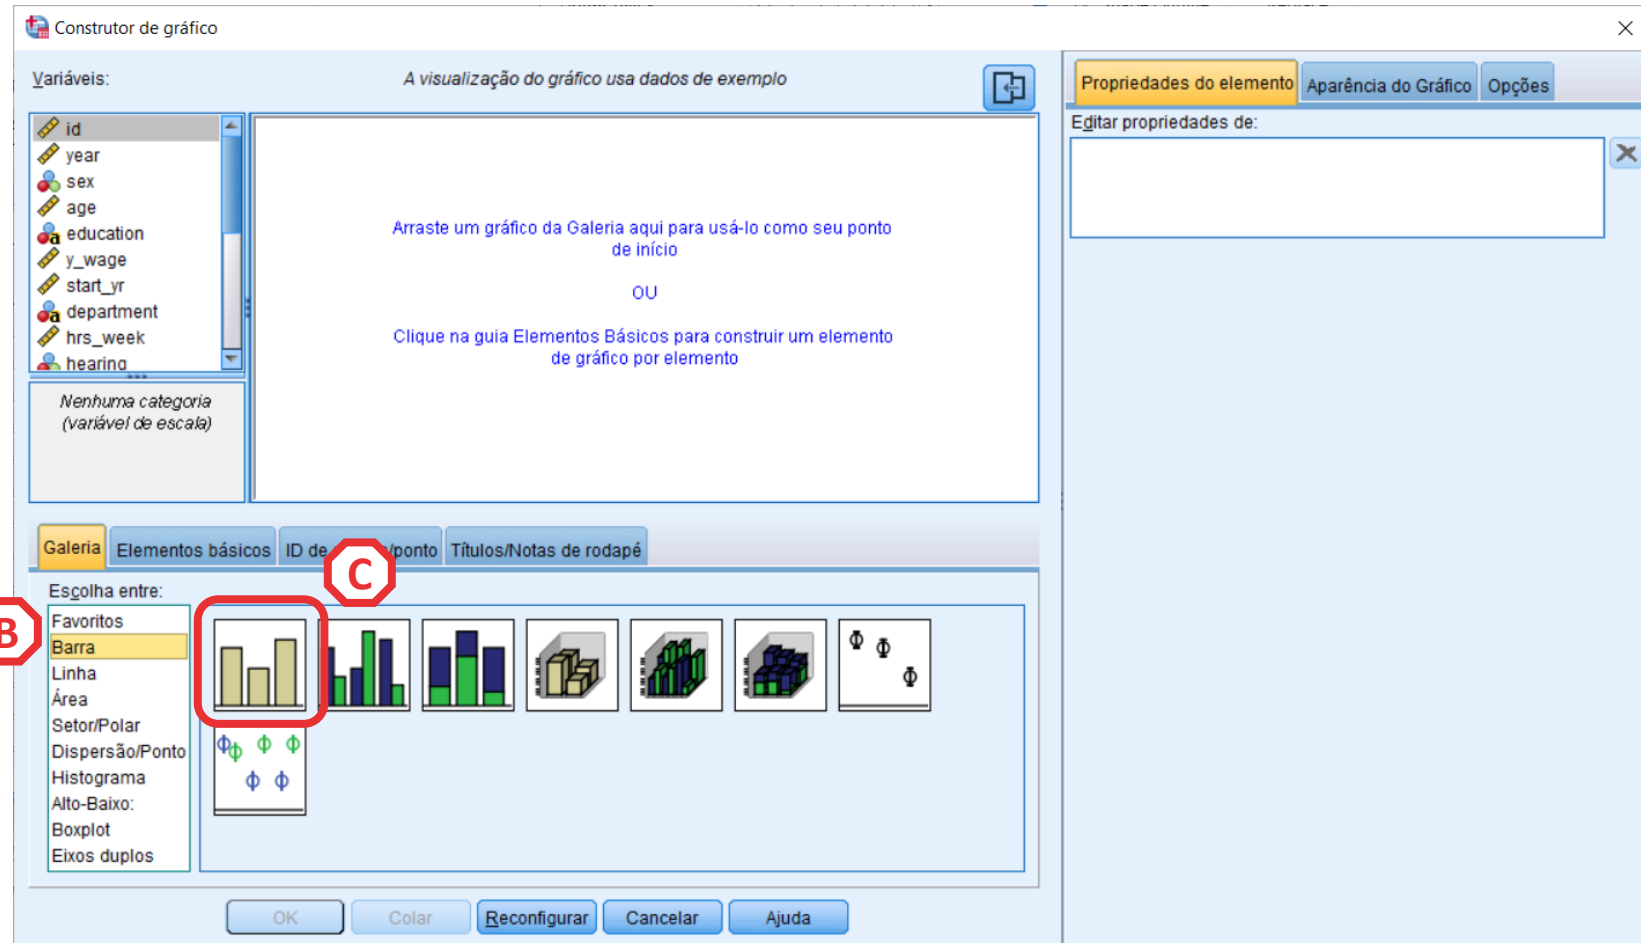 Construtor de gráfico
Variáveis:
A visualização do gráfico usa dados de exemplo
id
year
sex
age
education
y_wage
start_yr
department
hrs_week
hearing
Nenhuma categoria
(variável de escala)
Arraste um gráfico da Galeria aqui para usá-lo como seu ponto
de início
OU
Clique na guia Elementos Básicos para construir um elemento
de gráfico por elemento
Propriedades do elemento
Aparência do Gráfico
Opções
Editar propriedades de:
Galeria
Elementos básicos
ID de /ponto
Títulos/Notas de rodapé
C
Escolha entre:
B
Favoritos
Barra
Linha
Área
Setor/Polar
Dispersão/Ponto
Histograma
Alto-Baixo:
Boxplot
Eixos duplos
OK
Colar
Reconfigurar
Cancelar
Ajuda